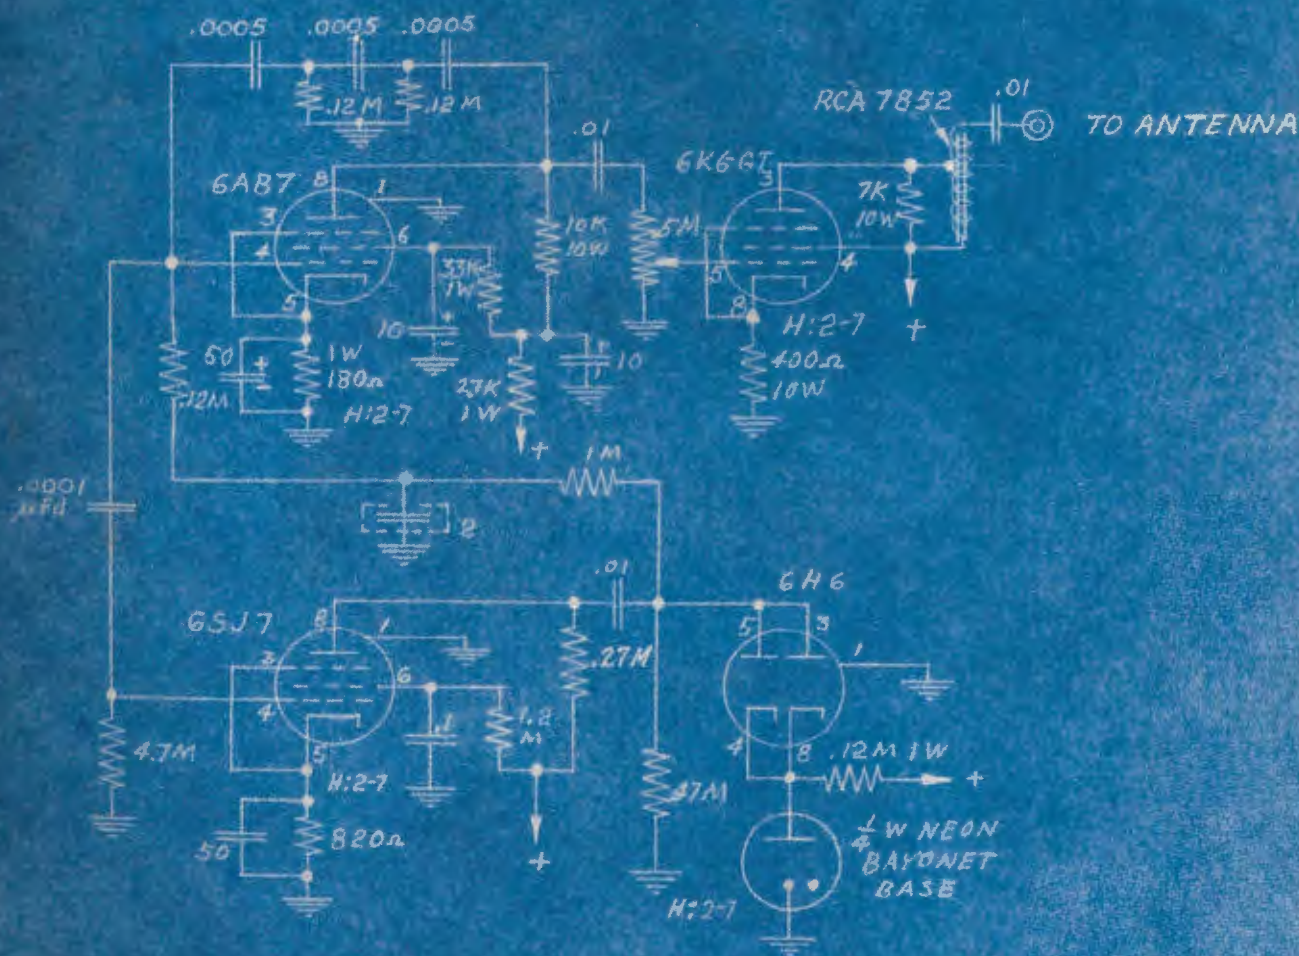 .0005 .0005 .0005
.12M .12M
RCA 7852
.01
TO ANTENNA
.01
6AB7
8
1
3
4
5
6
33K
1W
10
10K
10W
.5M
6K6GT
3
5
8
4
7K
10W
+
H:2-7
400Ω
10W
+
50
+
1W
180Ω
H:2-7
.12M
27K
1W
+
+
10
1M
.0001
µFd
2
.01
6SJ7
8
1
3
4
5
6
.1
1.2
M
.27M
+
4.7M
H:2-7
50
820Ω
47M
6H6
5
3
1
4
8
.12M 1W
+
¼W NEON
BAYONET
BASE
H:2-7